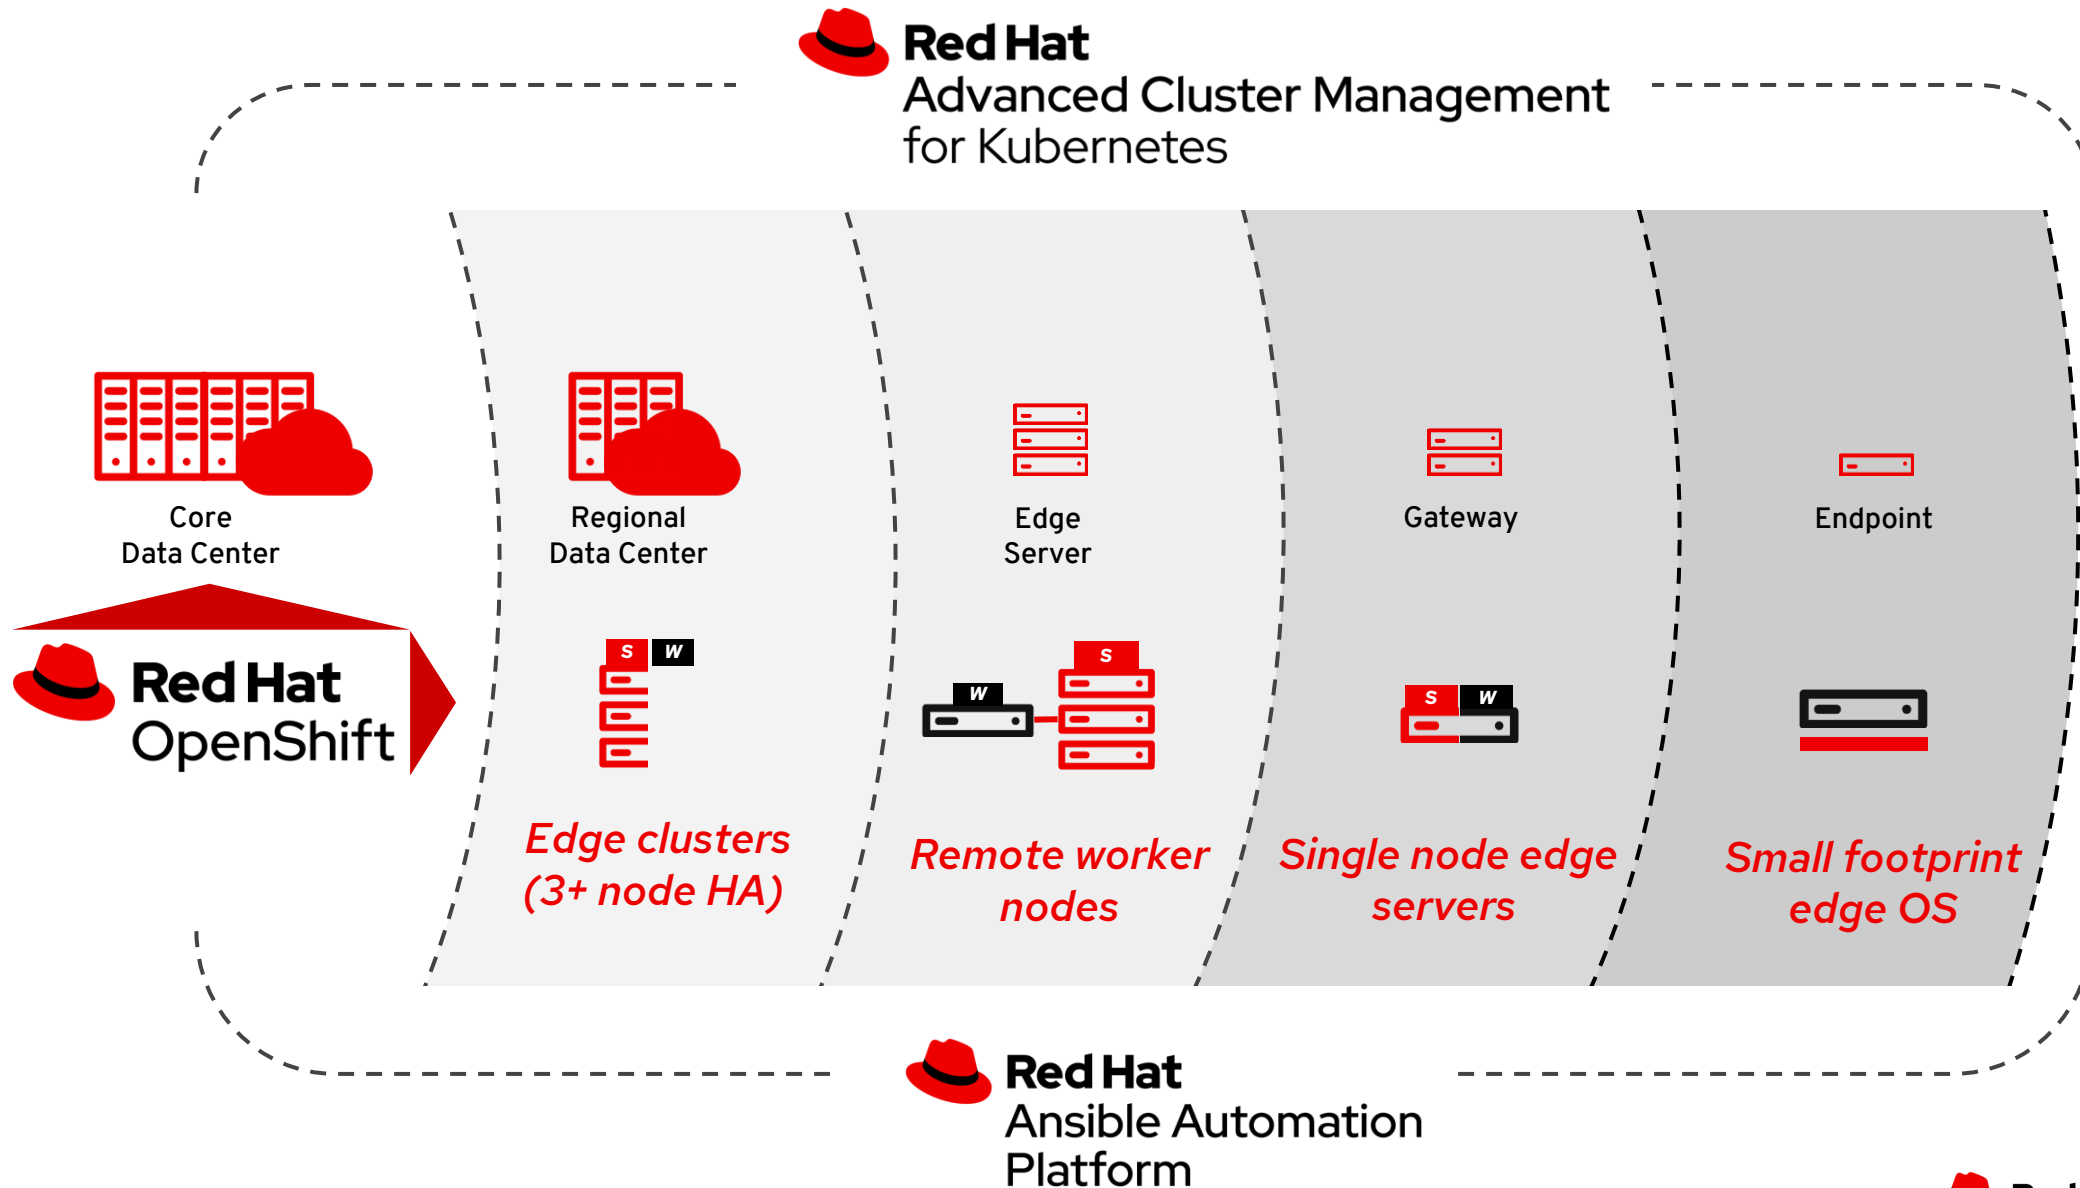 Red Hat
Advanced Cluster Management
for Kubernetes
Core
Data Center
Regional
Data Center
Edge
Server
Gateway
Endpoint
Red Hat
OpenShift
S W
W
S
S W
Edge clusters
(3+ node HA)
Remote worker
nodes
Single node edge
servers
Small footprint
edge OS
Red Hat
Ansible Automation
Platform